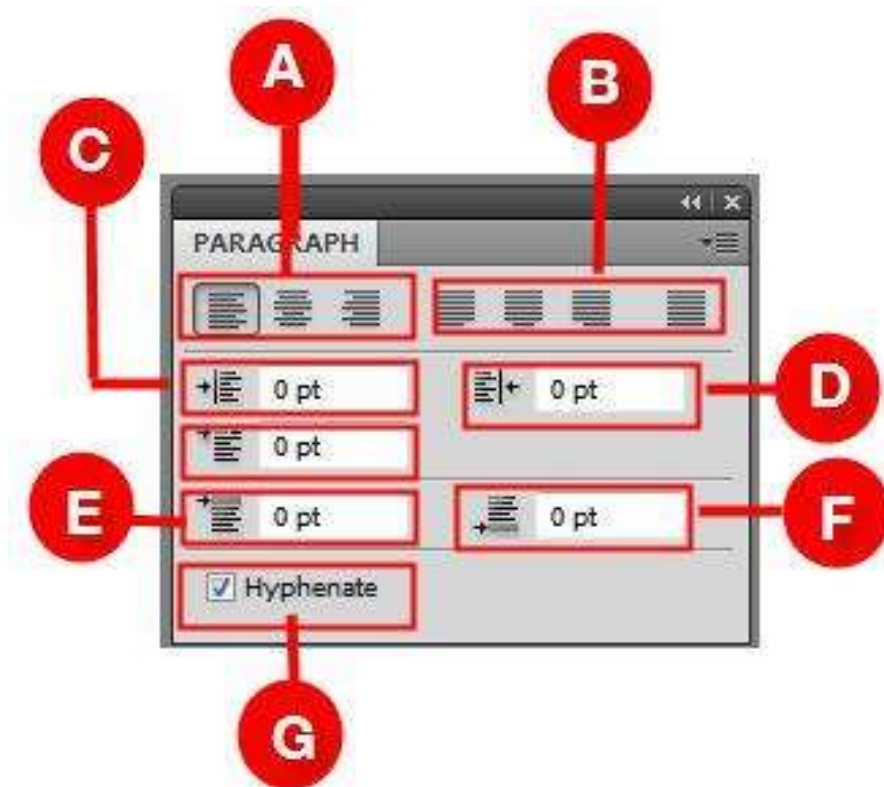 A
B
C
PARAGRAPH
0 pt
0 pt
D
0 pt
E
0 pt
0 pt
F
Hyphenate
G